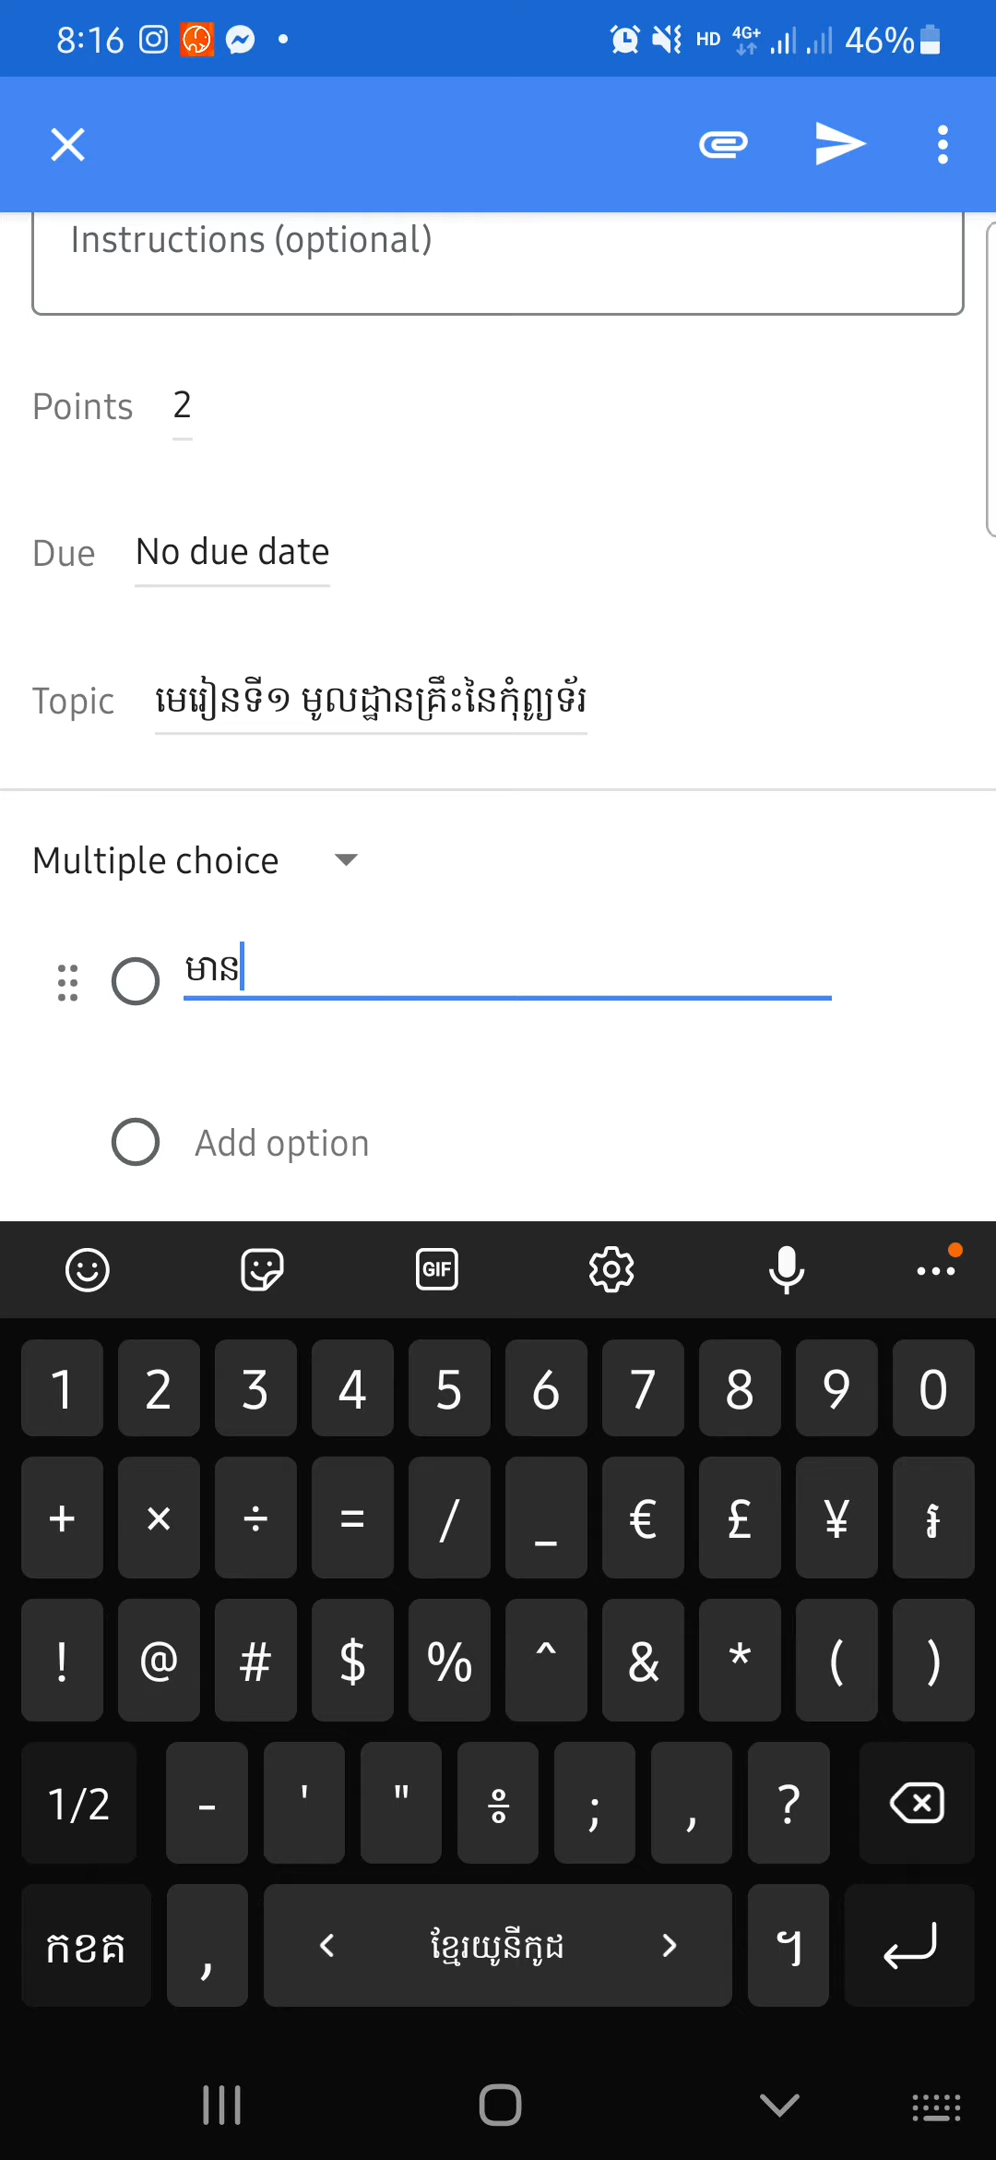 8:16 HD 4G+ 46%
Instructions (optional)
Points 2
Due No due date
Topic មេរៀនទី១ មូលដ្ឋានគ្រឹះនៃកុំព្យូទ័រ
Multiple choice
មាន
Add option
GIF
1 2 3 4 5 6 7 8 9 0
+ × ÷ = / _ € £ ¥ ៛
! @ # $ % ^ & * ( )
1/2 - ' " ÷ ; , ?
កខគ , < ខ្មែរយូនីកូដ > ៗ